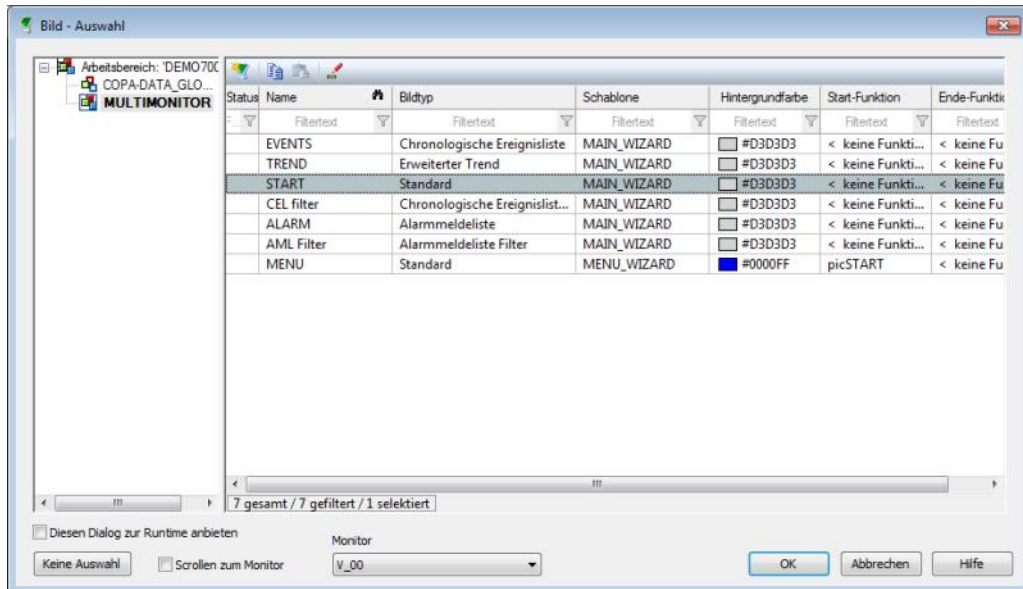 Bild - Auswahl
Arbeitsbereich: 'DEMO700
COPA-DATA_GLO...
MULTIMONITOR
Status Name Bildtyp Schablone Hintergrundfarbe Start-Funktion Ende-Funktio
F... Filtertext Filtertext Filtertext Filtertext Filtertext Filtertext
EVENTS Chronologische Ereignisliste MAIN_WIZARD #D3D3D3 < keine Funkti... < keine Fu
TREND Erweiterter Trend MAIN_WIZARD #D3D3D3 < keine Funkti... < keine Fu
START Standard MAIN_WIZARD #D3D3D3 < keine Funkti... < keine Fu
CEL filter Chronologische Ereignislist... MAIN_WIZARD #D3D3D3 < keine Funkti... < keine Fu
ALARM Alarmmeldeliste MAIN_WIZARD #D3D3D3 < keine Funkti... < keine Fu
AML Filter Alarmmeldeliste Filter MAIN_WIZARD #D3D3D3 < keine Funkti... < keine Fu
MENU Standard MENU_WIZARD #0000FF picSTART < keine Fu
7 gesamt / 7 gefiltert / 1 selektiert
Diesen Dialog zur Runtime anbieten
Monitor
Keine Auswahl Scrollen zum Monitor V_00 OK Abbrechen Hilfe